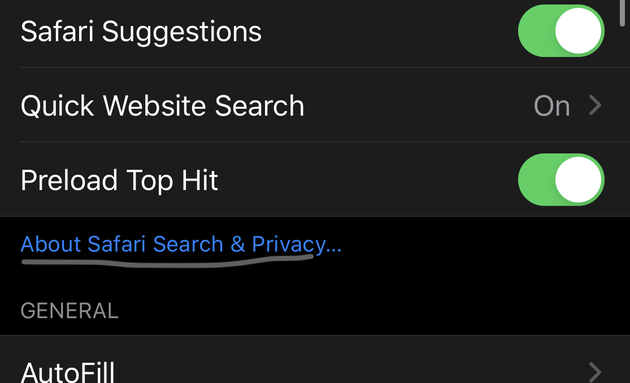 Safari Suggestions
Quick Website Search On
Preload Top Hit
About Safari Search & Privacy...
GENERAL
AutoFill